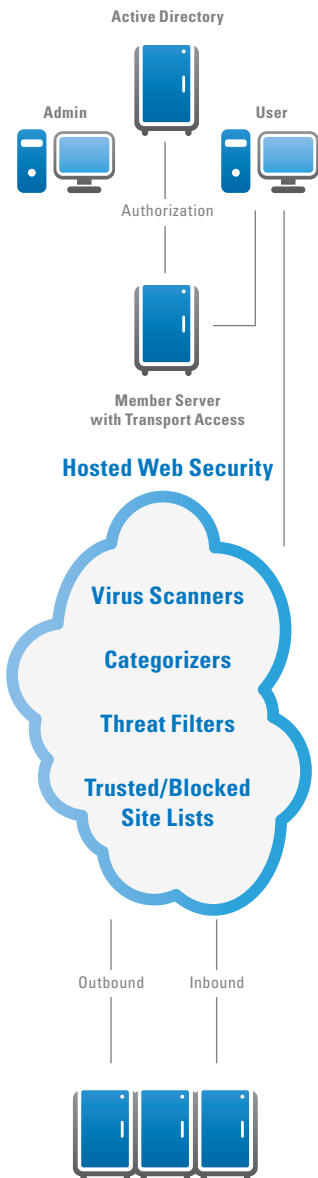 Active Directory
Admin
User
Authorization
Member Server
with Transport Access
Hosted Web Security
Virus Scanners
Categorizers
Threat Filters
Trusted/Blocked
Site Lists
Outbound
Inbound